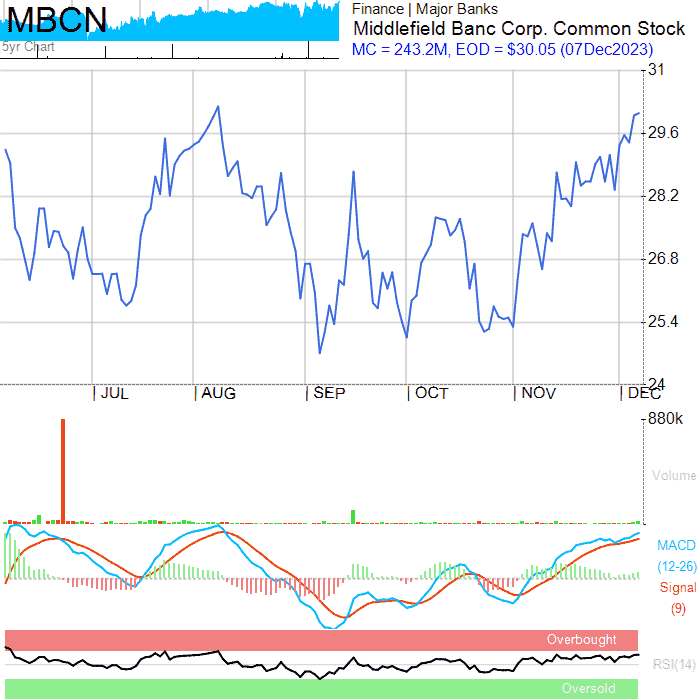 MBCN
5yr Chart
Finance | Major Banks
Middlefield Banc Corp. Common Stock
MC = 243.2M, EOD = $30.05 (07Dec2023)
31
29.6
28.2
26.8
25.4
24
JUL AUG SEP OCT NOV DEC
880k
Volume
MACD
(12-26)
Signal
(9)
Overbought
RSI(14)
Oversold